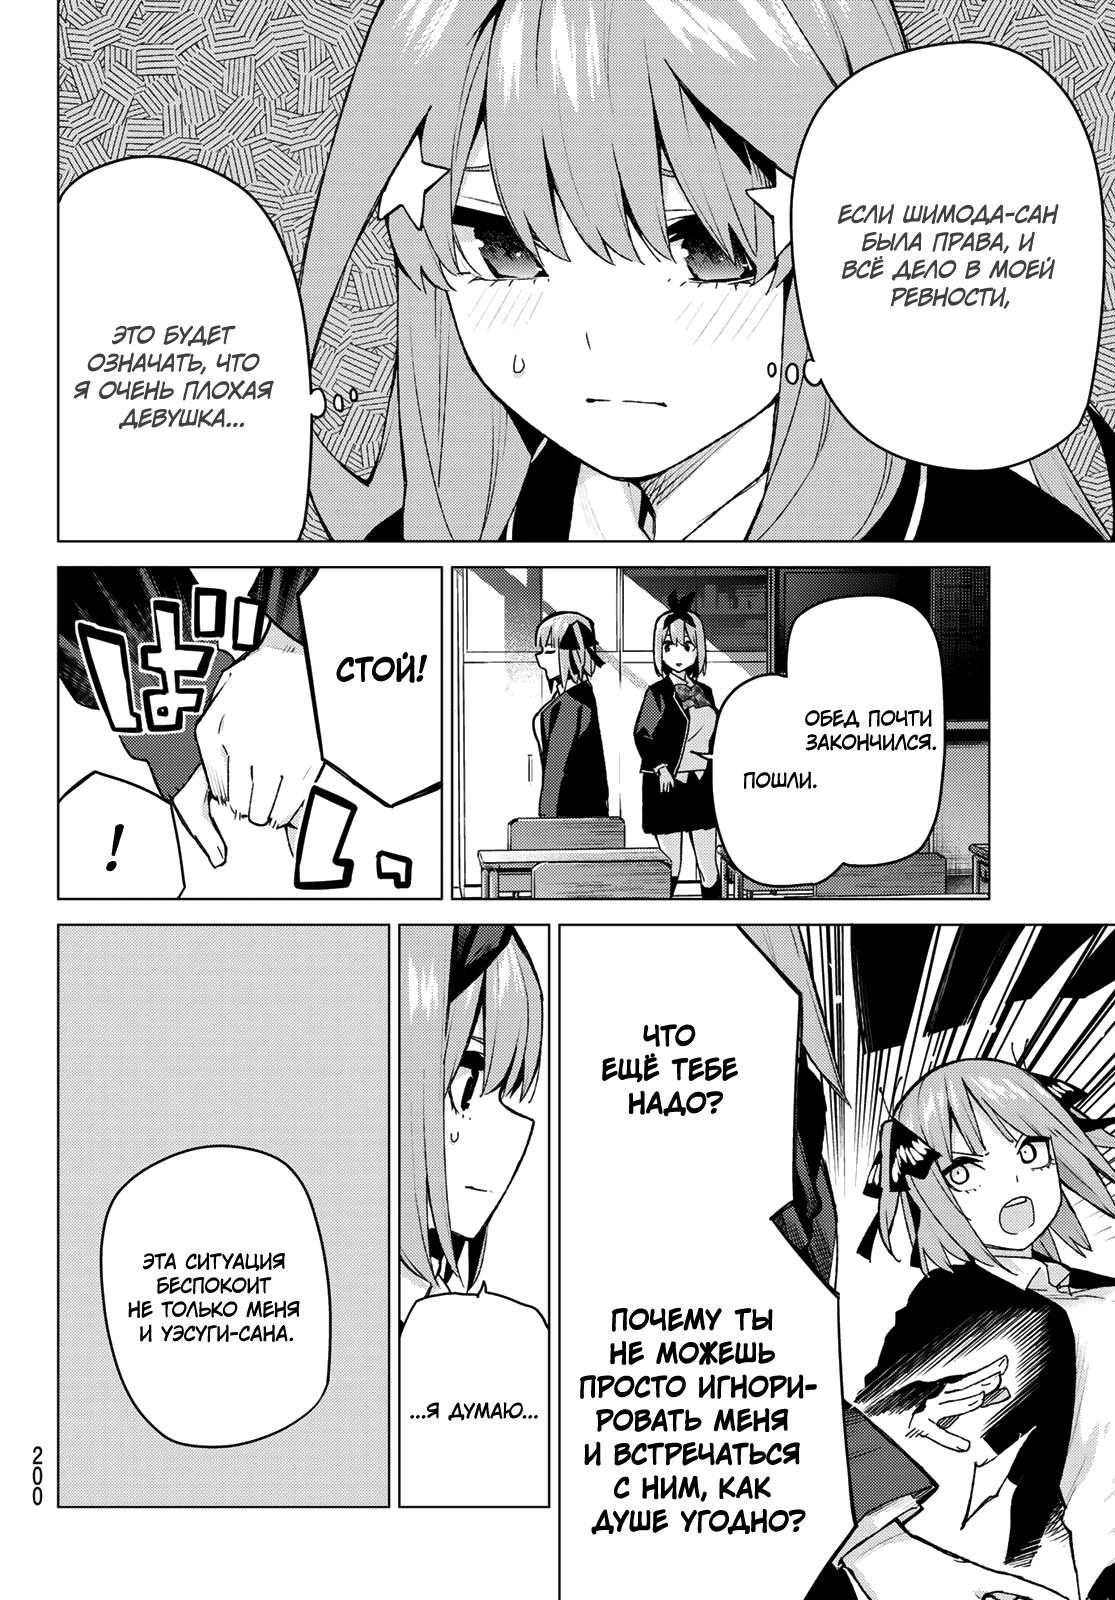 ЕСЛИ ШИМОДА-САН
БЫЛА ПРАВА, И
ВСЁ ДЕЛО В МОЕЙ
РЕВНОСТИ,
ЭТО БУДЕТ
ОЗНАЧАТЬ, ЧТО
Я ОЧЕНЬ ПЛОХАЯ
ДЕВУШКА...
ОБЕД ПОЧТИ
ЗАКОНЧИЛСЯ.
ПОШЛИ.
СТОЙ!
ばっ
!
ЧТО
ЕЩЁ ТЕБЕ
НАДО?
ПОЧЕМУ ТЫ
НЕ МОЖЕШЬ
ПРОСТО ИГНОРИ-
РОВАТЬ МЕНЯ
И ВСТРЕЧАТЬСЯ
С НИМ, КАК
ДУШЕ УГОДНО?
...Я ДУМАЮ...
ЭТА СИТУАЦИЯ
БЕСПОКОИТ
НЕ ТОЛЬКО МЕНЯ
И УЭСУГИ-САНА.
200